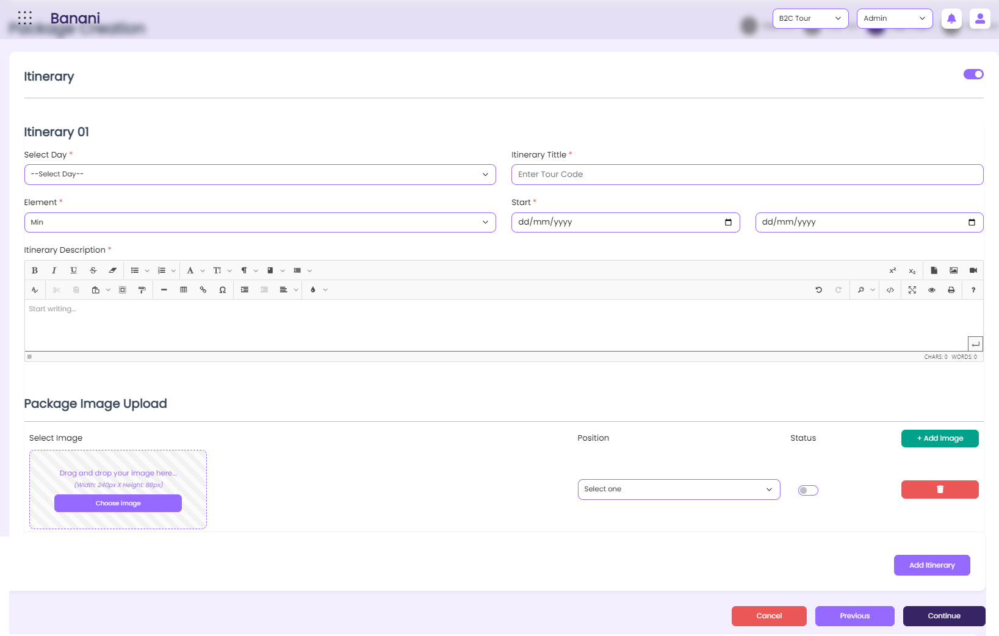 Banani
B2C Tour
Admin
Package Creation
Itinerary
Itinerary 01
Select Day *
Itinerary Tittle *
--Select Day--
Enter Tour Code
Element *
Start *
Min
dd/mm/yyyy
dd/mm/yyyy
Itinerary Description *
Start writing...
CHARS: 0 WORDS: 0
Package Image Upload
Select Image
Position
Status
+ Add Image
Drag and drop your image here...
(Width: 240px X Height: 88px)
Choose image
Select one
Add Itinerary
Cancel
Previous
Continue